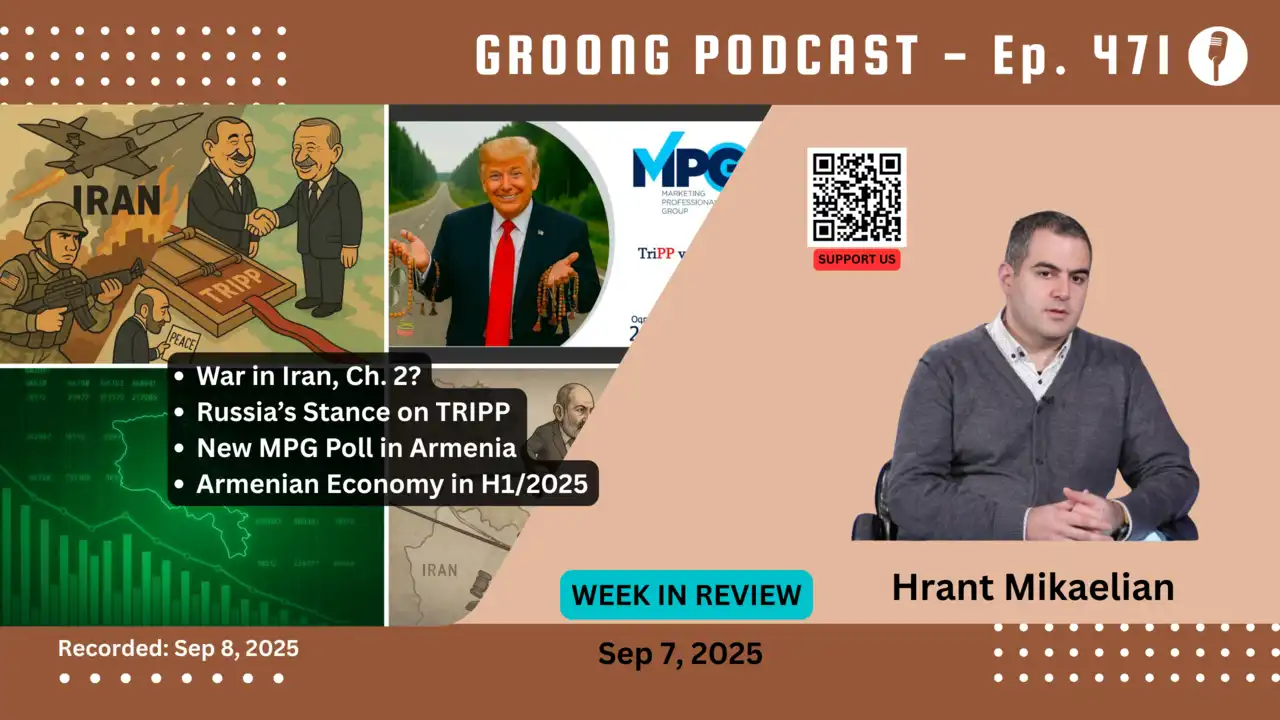 GROONG PODCAST - Ep. 471
IRAN
TRIPP
PEACE
MPG
MARKETING
PROFESSIONAL
GROUP
TriPP
SUPPORT US
• War in Iran, Ch. 2?
• Russia's Stance on TRIPP
• New MPG Poll in Armenia
• Armenian Economy in H1/2025
IRAN
WEEK IN REVIEW
Hrant Mikaelian
Recorded: Sep 8, 2025
Sep 7, 2025